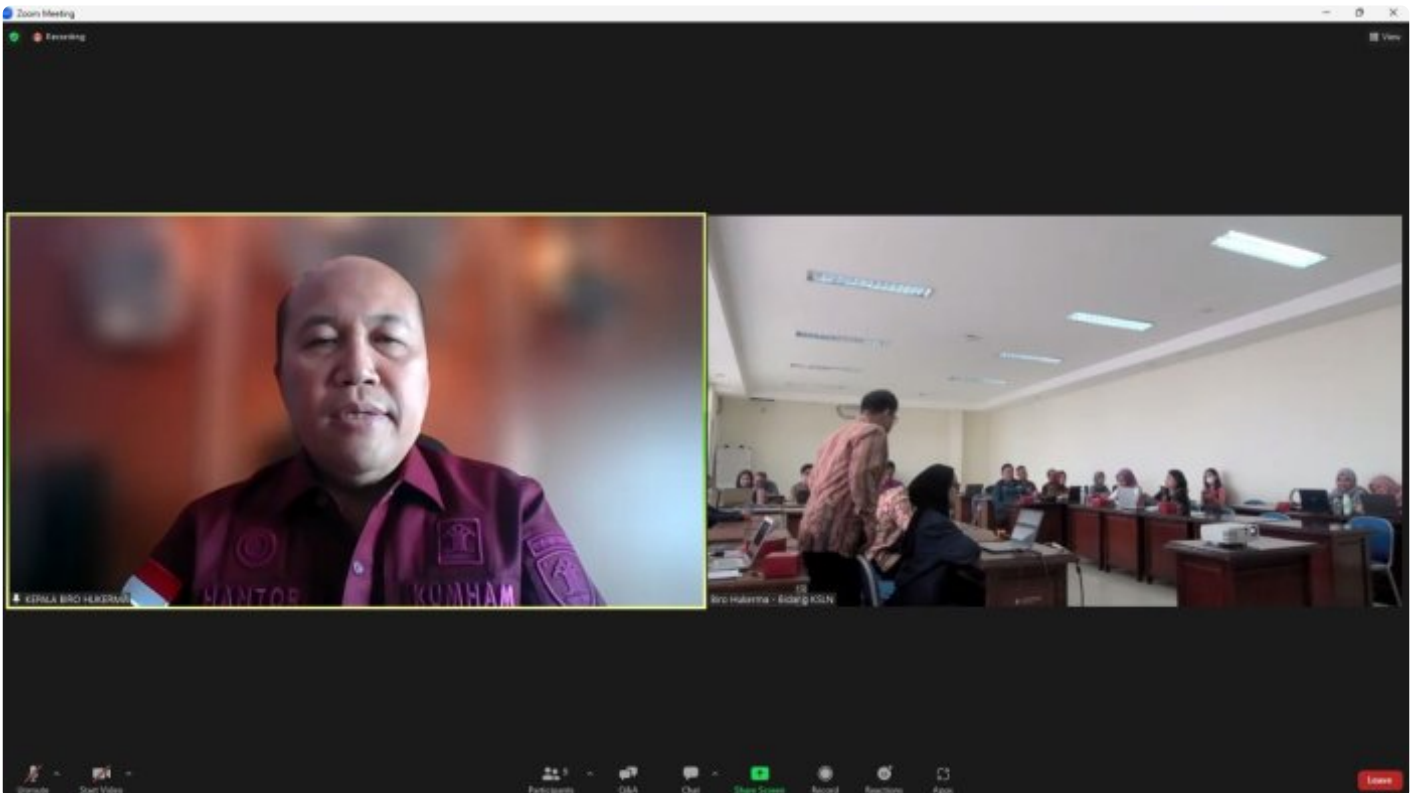 Zoom Meeting
Recording
View
HANTOR
KUMHAM
KEPALA BIRO HUKERMA
Biro Hukerma - Bidang KSLN
Unmute
Start Video
Participants
Q&A
Chat
Share Screen
Record
Reactions
Apps
Leave